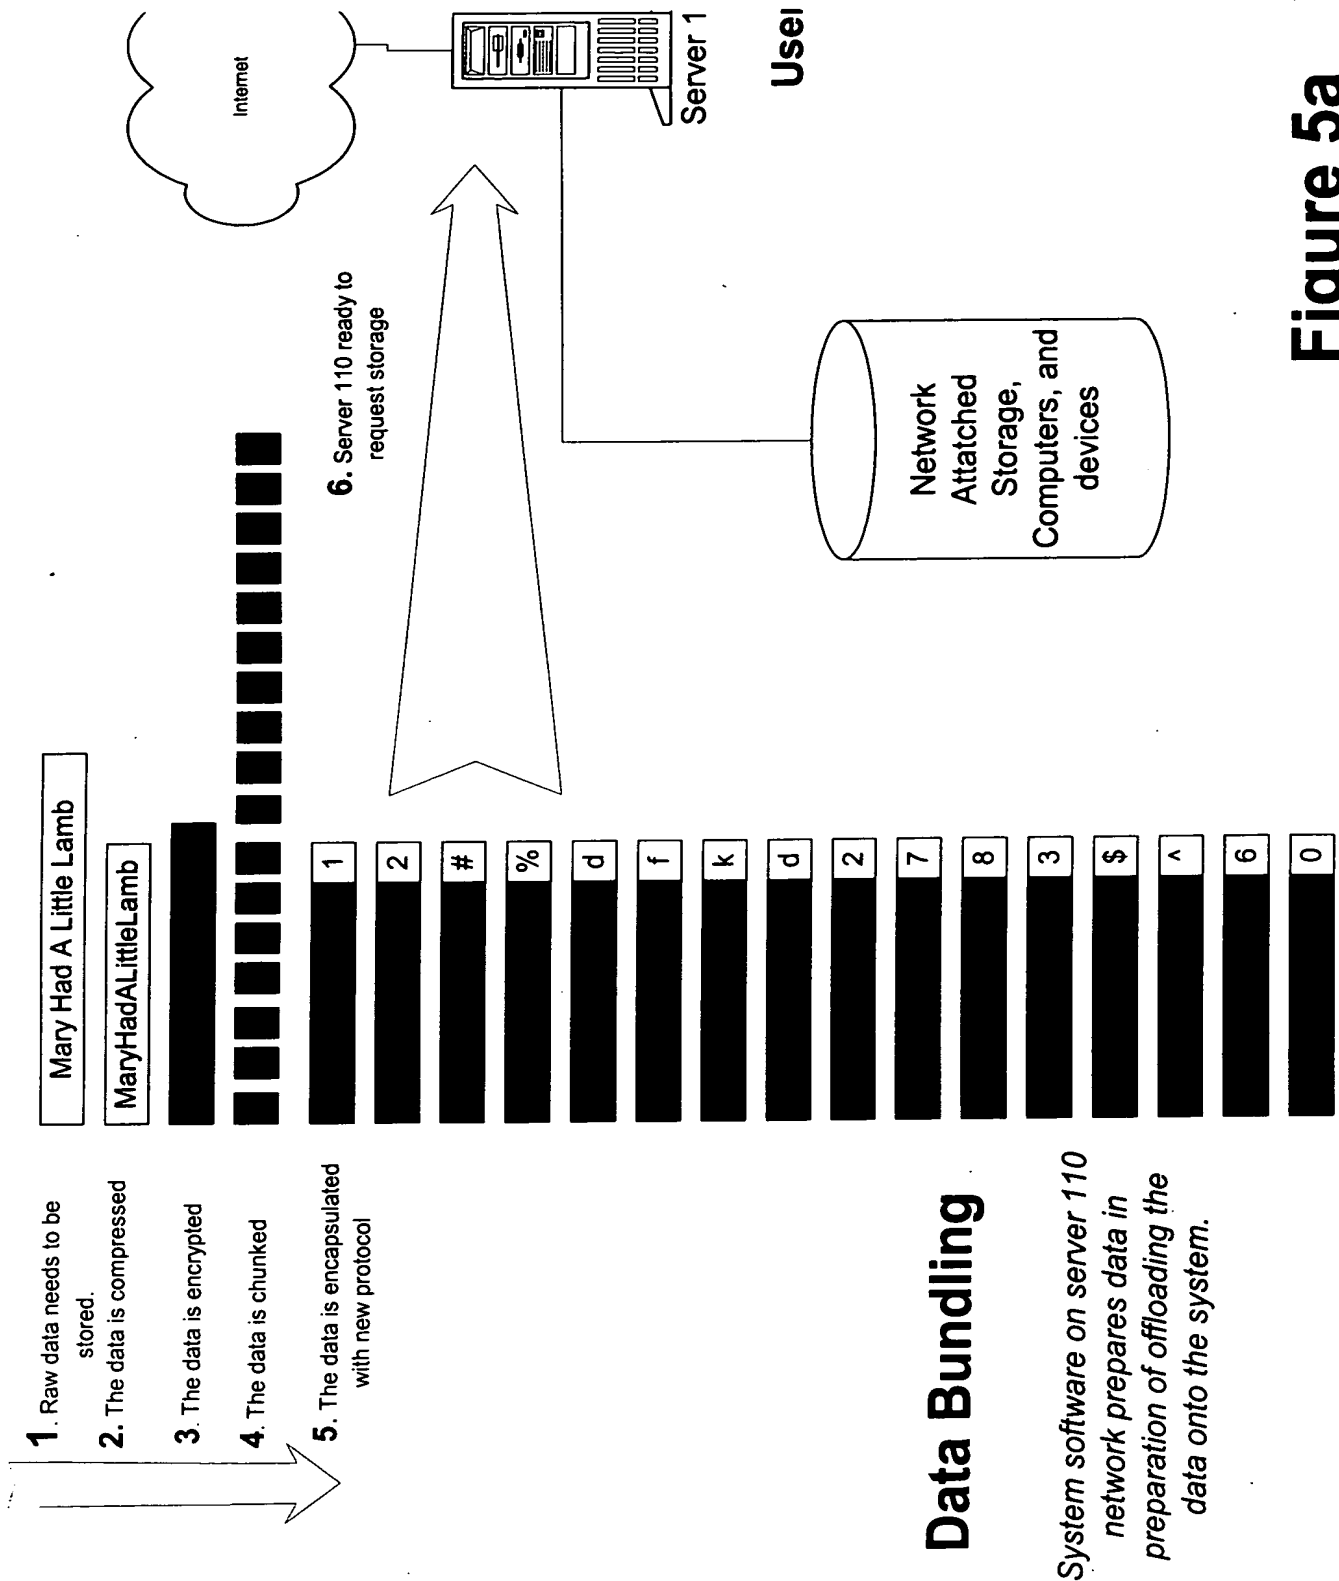 1. Raw data needs to be
stored.
2. The data is compressed
3. The data is encrypted
4. The data is chunked
5. The data is encapsulated
with new protocol
Mary Had A Little Lamb
MaryHadALittleLamb
1
2
#
%
d
f
k
d
2
7
8
3
$
^
6
0
6. Server 110 ready to
request storage
Internet
Server 1
Network
Attatched
Storage,
Computers, and
devices
Data Bundling
System software on server 110
network prepares data in
preparation of offloading the
data onto the system.
Figure 5a